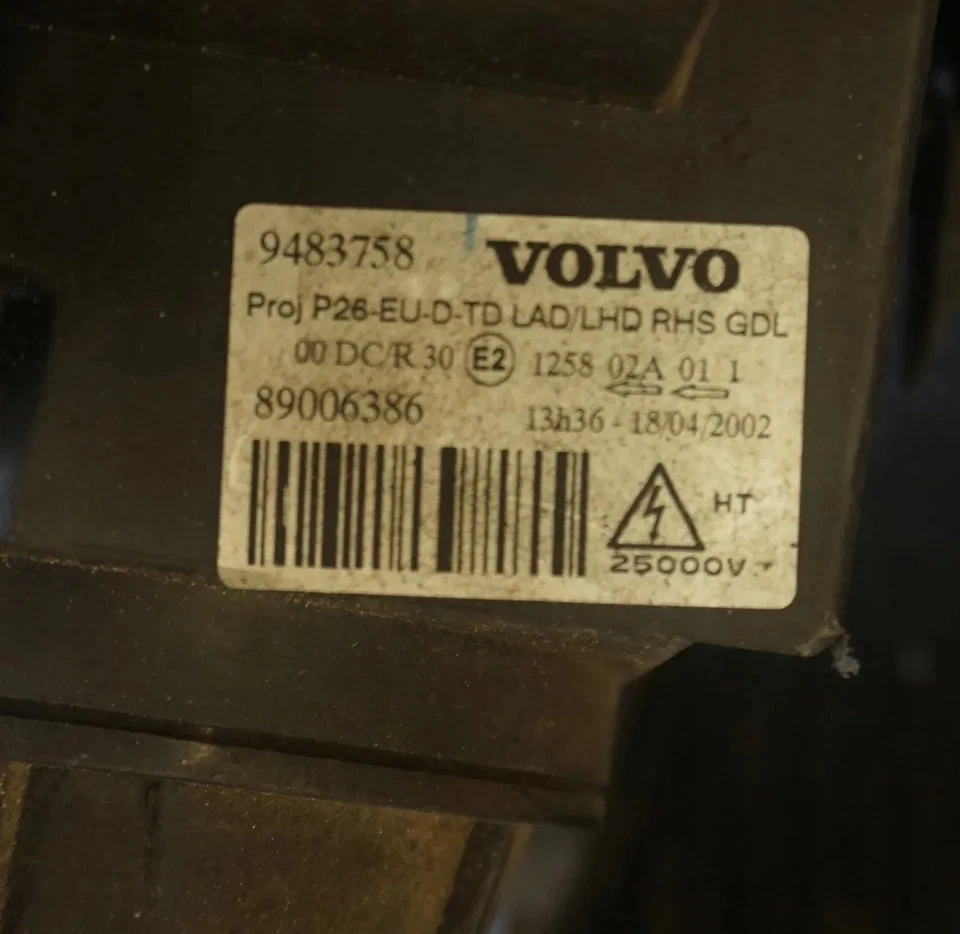 9483758 VOLVO
Proj P26-EU-D-TD LAD/LHD RHS GDL
00 DC/R 30 E2 1258 02A 01 1
89006386 13h36 - 18/04/2002
HT
25000V